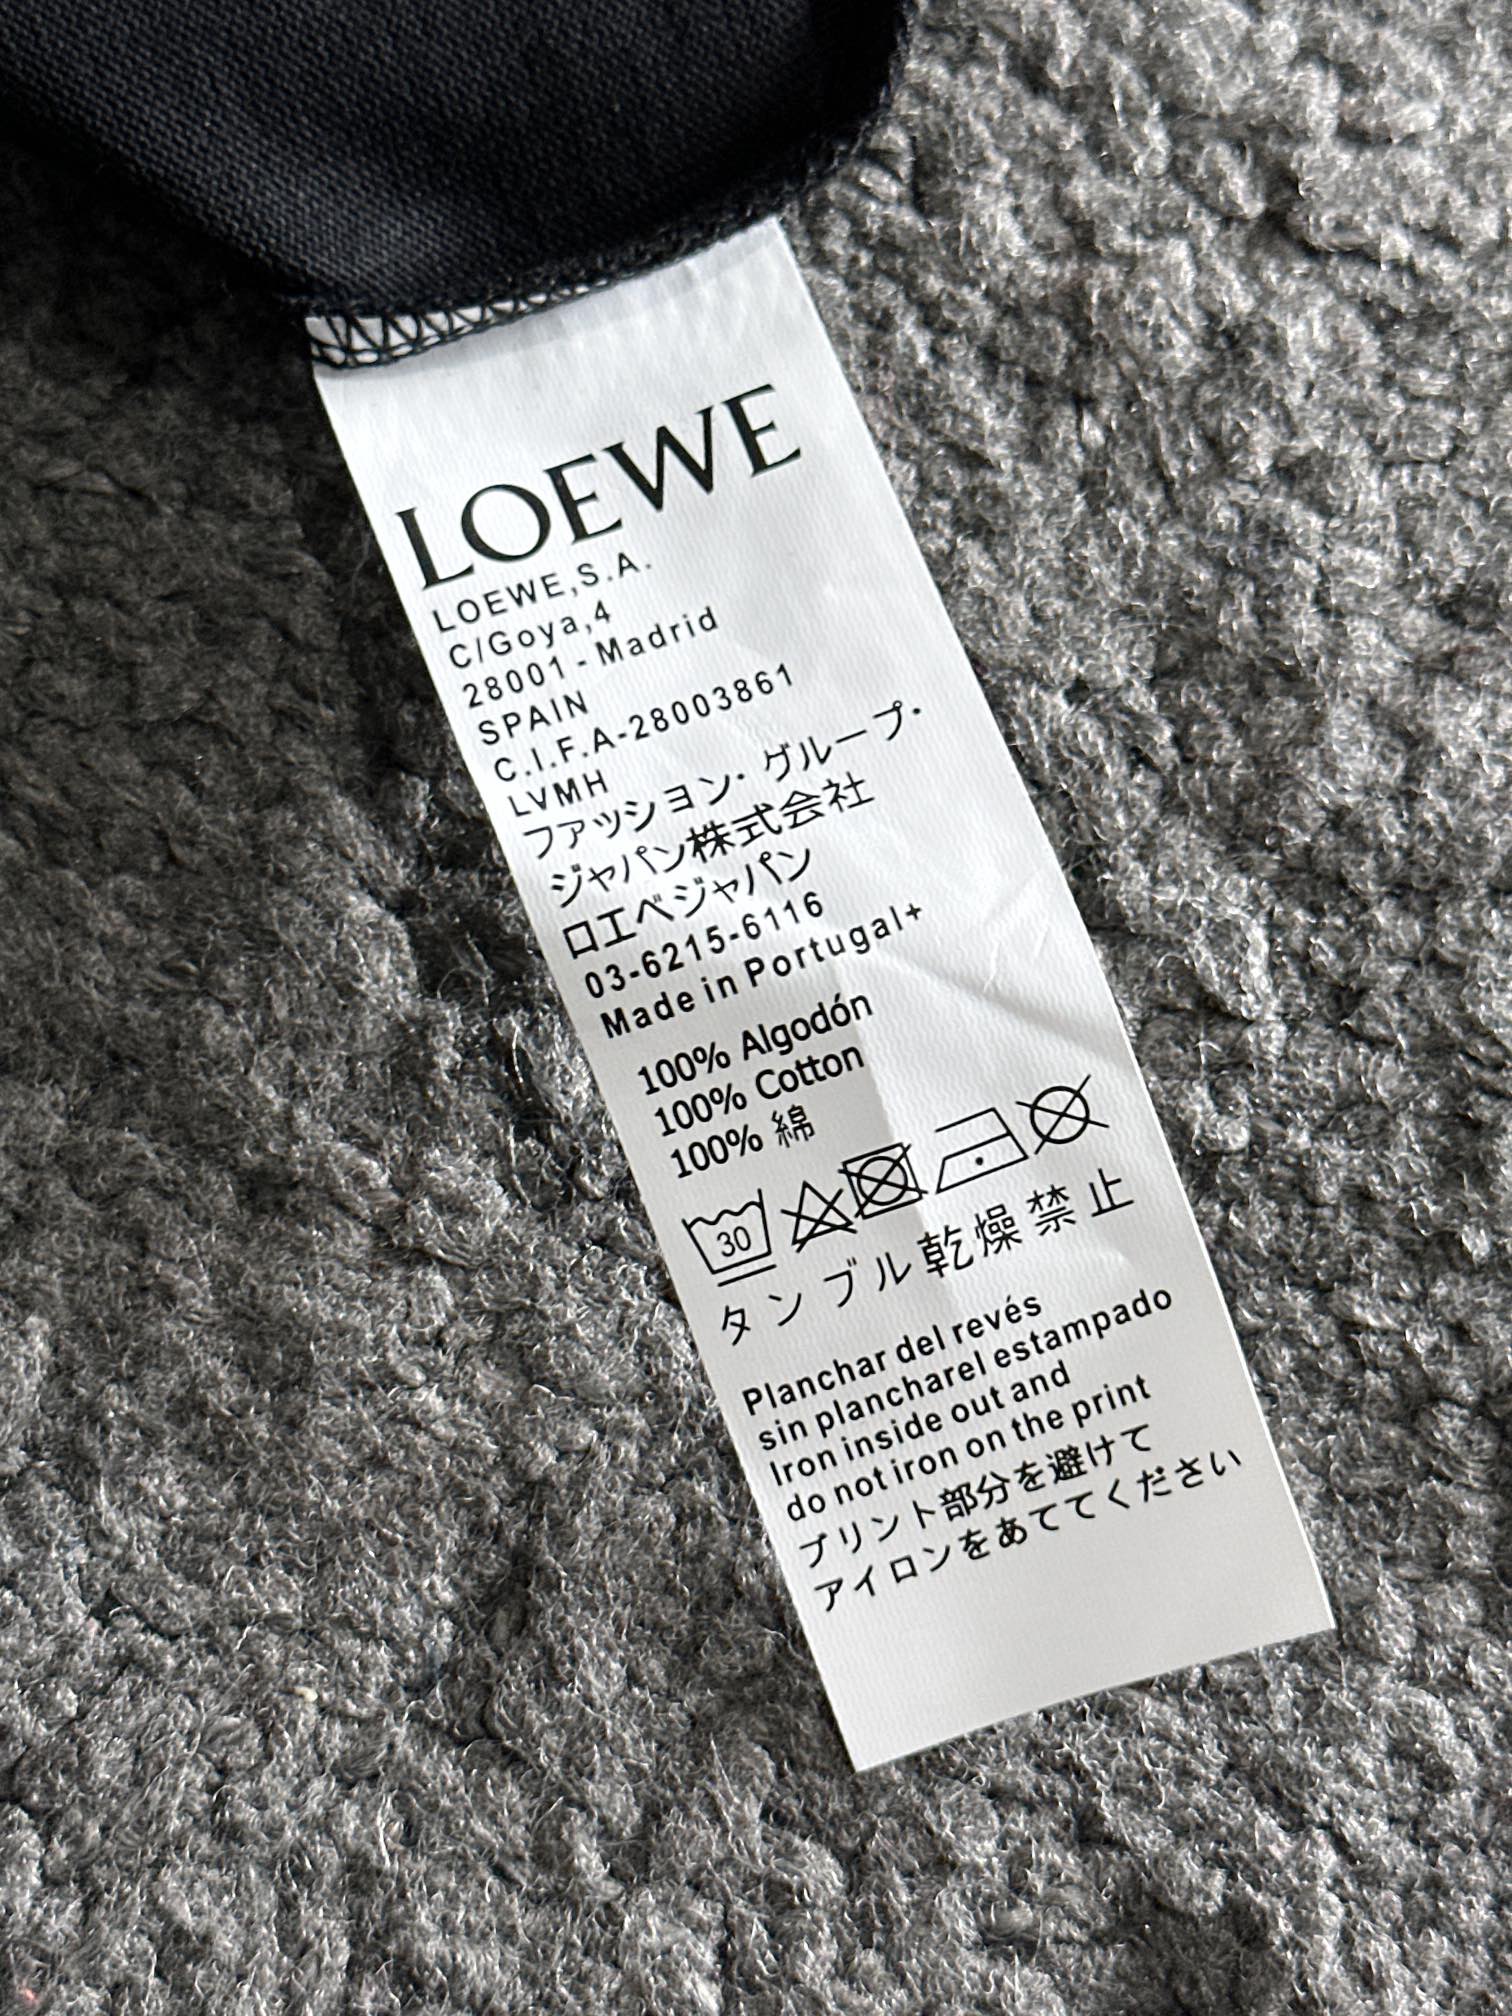 LOEWE
LOEWE,S.A.
C/Goya,4
28001 - Madrid
SPAIN
C.I.F.A-28003861
LVMH
ファッション・グループ・
ジャパン株式会社
ロエベジャパン
03-6215-6116
Made in Portugal+
100% Algodón
100% Cotton
100% 綿
30
タンブル乾燥禁止
Planchar del revés
sin plancharel estampado
Iron inside out and
do not iron on the print
プリント部分を避けて
アイロンをあててください